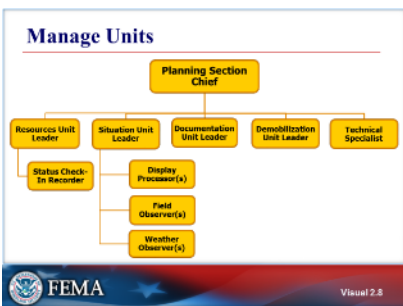 Manage Units
Planning Section
Chief
Resources Unit
Leader
Situation Unit
Leader
Documentation
Unit Leader
Demobilization
Unit Leader
Technical
Specialist
Status Check-
In Recorder
Display
Processor(s)
Field
Observer(s)
Weather
Observer(s)
FEMA
Visuel 2.8